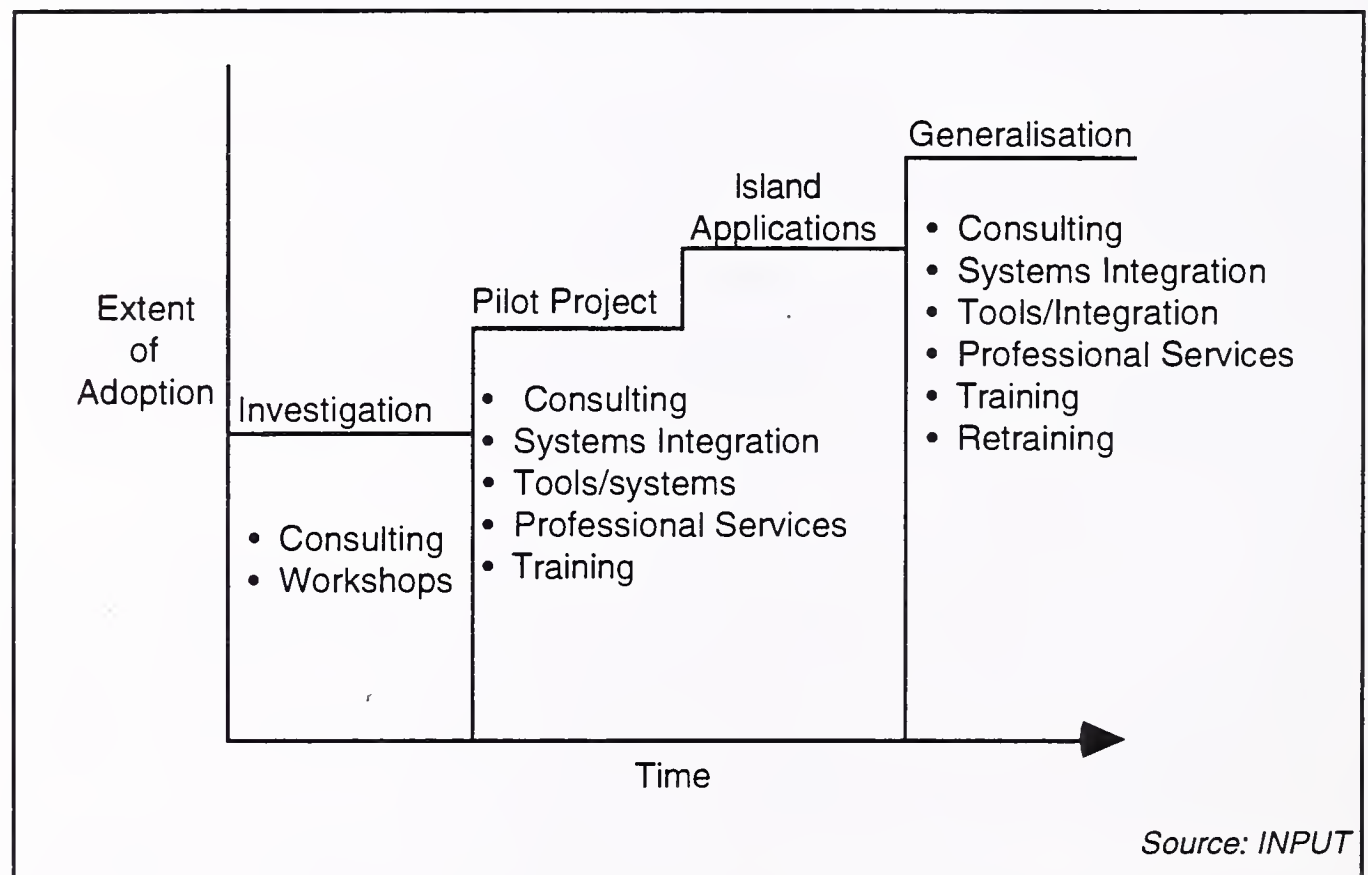 Extent
of
Adoption
Investigation
• Consulting
• Workshops
Pilot Project
• Consulting
• Systems Integration
• Tools/systems
• Professional Services
• Training
Island
Applications
Generalisation
• Consulting
• Systems Integration
• Tools/Integration
• Professional Services
• Training
• Retraining
Time
Source: INPUT